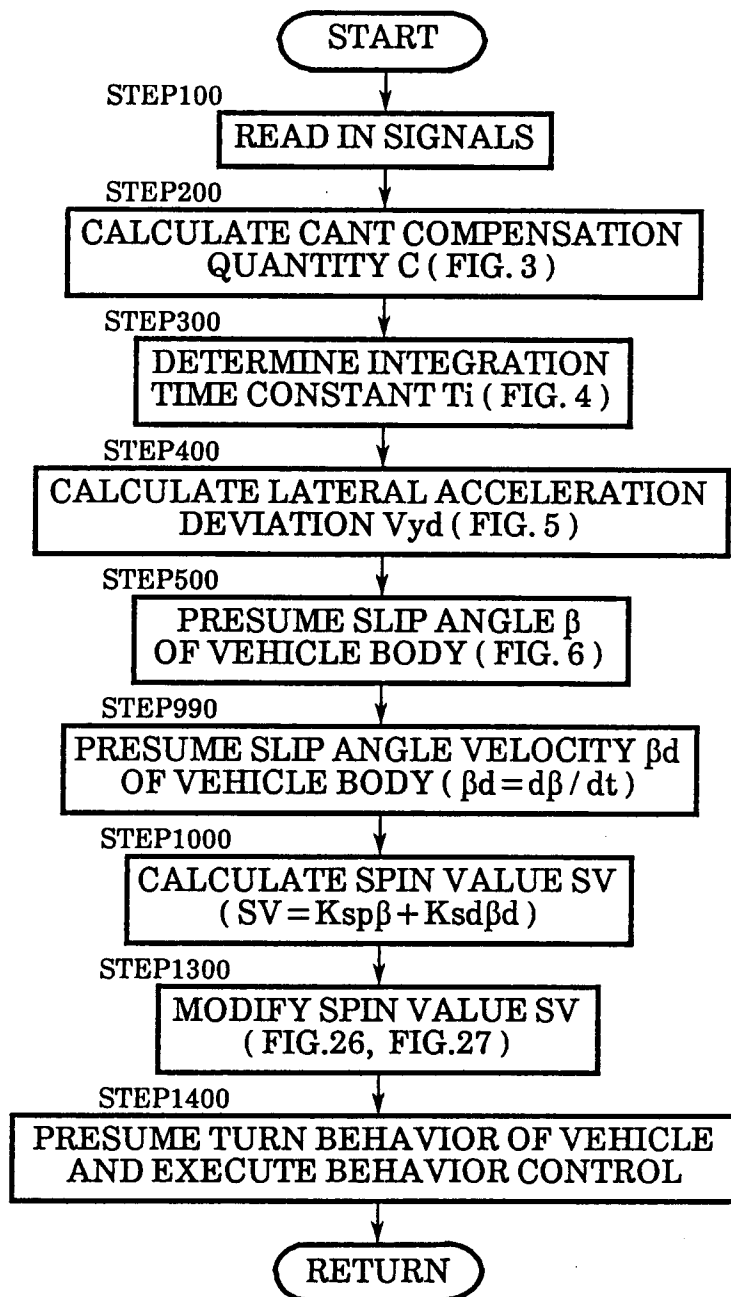 START
STEP100
READ IN SIGNALS
STEP200
CALCULATE CANT COMPENSATION
QUANTITY C ( FIG. 3 )
STEP300
DETERMINE INTEGRATION
TIME CONSTANT Ti ( FIG. 4 )
STEP400
CALCULATE LATERAL ACCELERATION
DEVIATION Vyd ( FIG. 5 )
STEP500
PRESUME SLIP ANGLE β
OF VEHICLE BODY ( FIG. 6 )
STEP990
PRESUME SLIP ANGLE VELOCITY βd
OF VEHICLE BODY ( βd = dβ / dt )
STEP1000
CALCULATE SPIN VALUE SV
( SV = Kspβ + Ksdβd )
STEP1300
MODIFY SPIN VALUE SV
( FIG.26, FIG.27 )
STEP1400
PRESUME TURN BEHAVIOR OF VEHICLE
AND EXECUTE BEHAVIOR CONTROL
RETURN